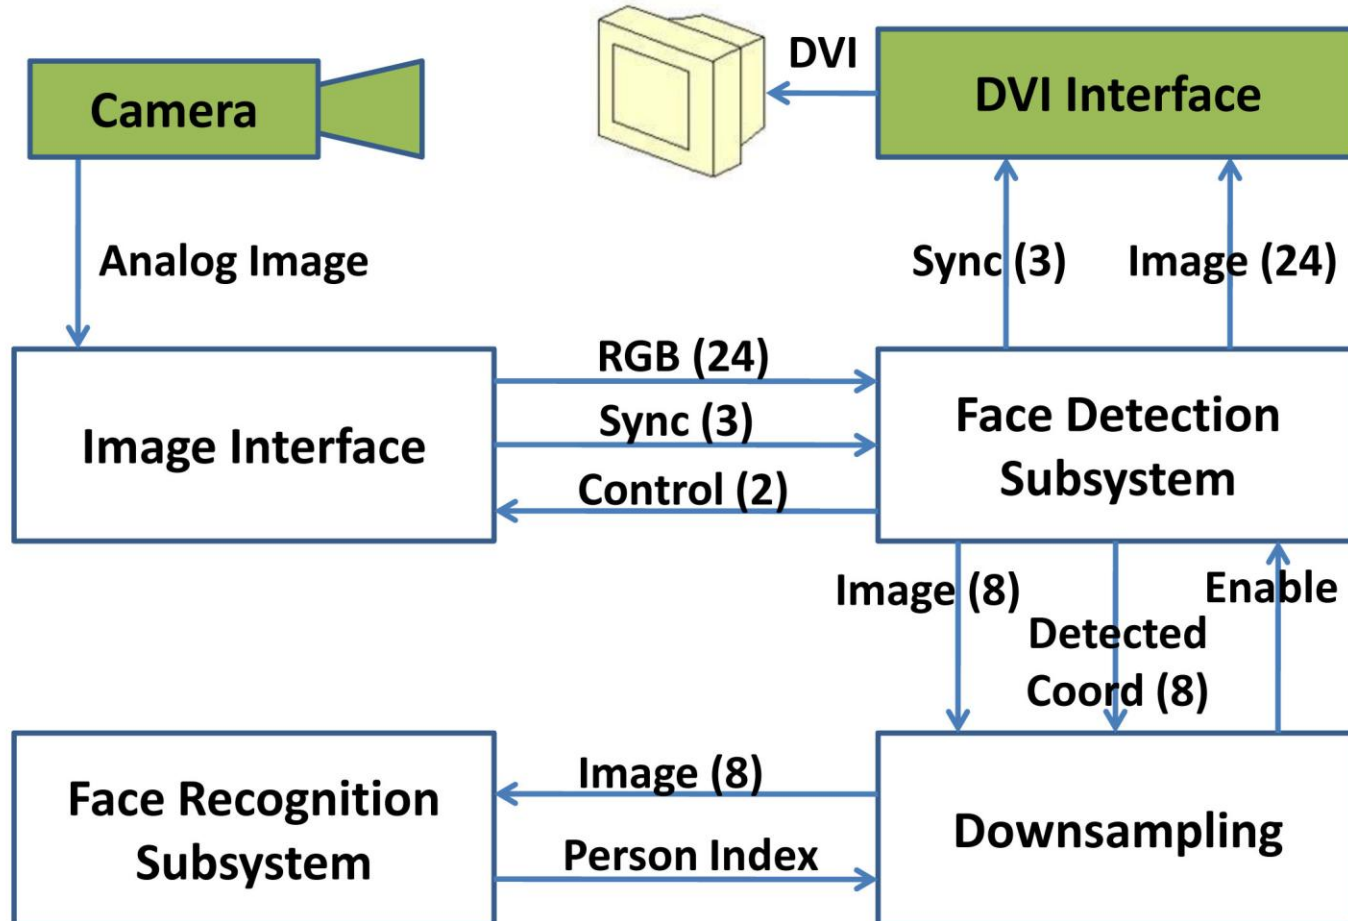 Camera
DVI
DVI Interface
Analog Image
Sync (3)
Image (24)
Image Interface
RGB (24)
Sync (3)
Control (2)
Face Detection
Subsystem
Image (8)
Detected
Coord (8)
Enable
Face Recognition
Subsystem
Image (8)
Person Index
Downsampling